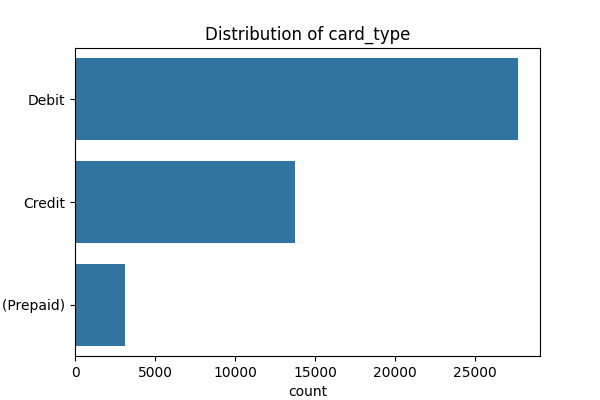 Distribution of card_type
Debit
Credit
(Prepaid)
0 5000 10000 15000 20000 25000
count